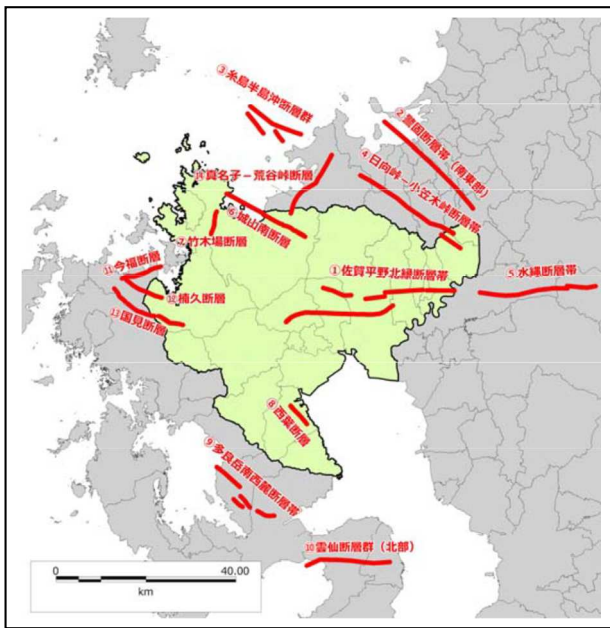 ③糸島半島沖断層群
②警固断層帯（南東部）
④日向峠－小笠木峠断層帯
真名子－荒谷峠断層
⑥城山南断層
⑦竹木場断層
①佐賀平野北縁断層帯
⑤水縄断層帯
⑪今福断層
⑫楠久断層
⑬国見断層
⑧西葉断層
⑨多良岳南西麓断層帯
⑩雲仙断層群（北部）
0
40.00
km